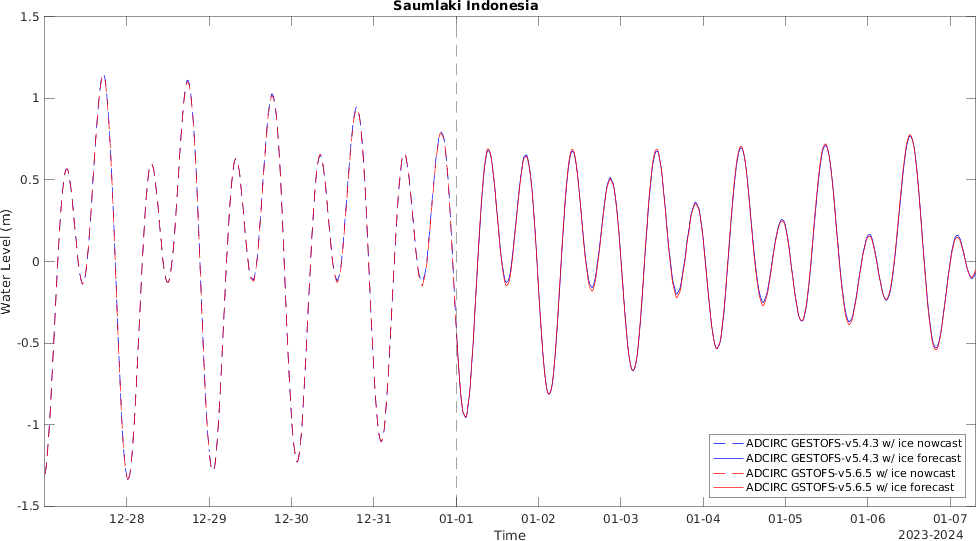 Saumlaki Indonesia
1.5
1
0.5
0
-0.5
-1
-1.5
Water Level (m)
12-28 12-29 12-30 12-31 01-01 01-02 01-03 01-04 01-05 01-06 01-07
Time
2023-2024
ADCIRC GESTOFS-v5.4.3 w/ ice nowcast
ADCIRC GESTOFS-v5.4.3 w/ ice forecast
ADCIRC GSTOFS-v5.6.5 w/ ice nowcast
ADCIRC GSTOFS-v5.6.5 w/ ice forecast